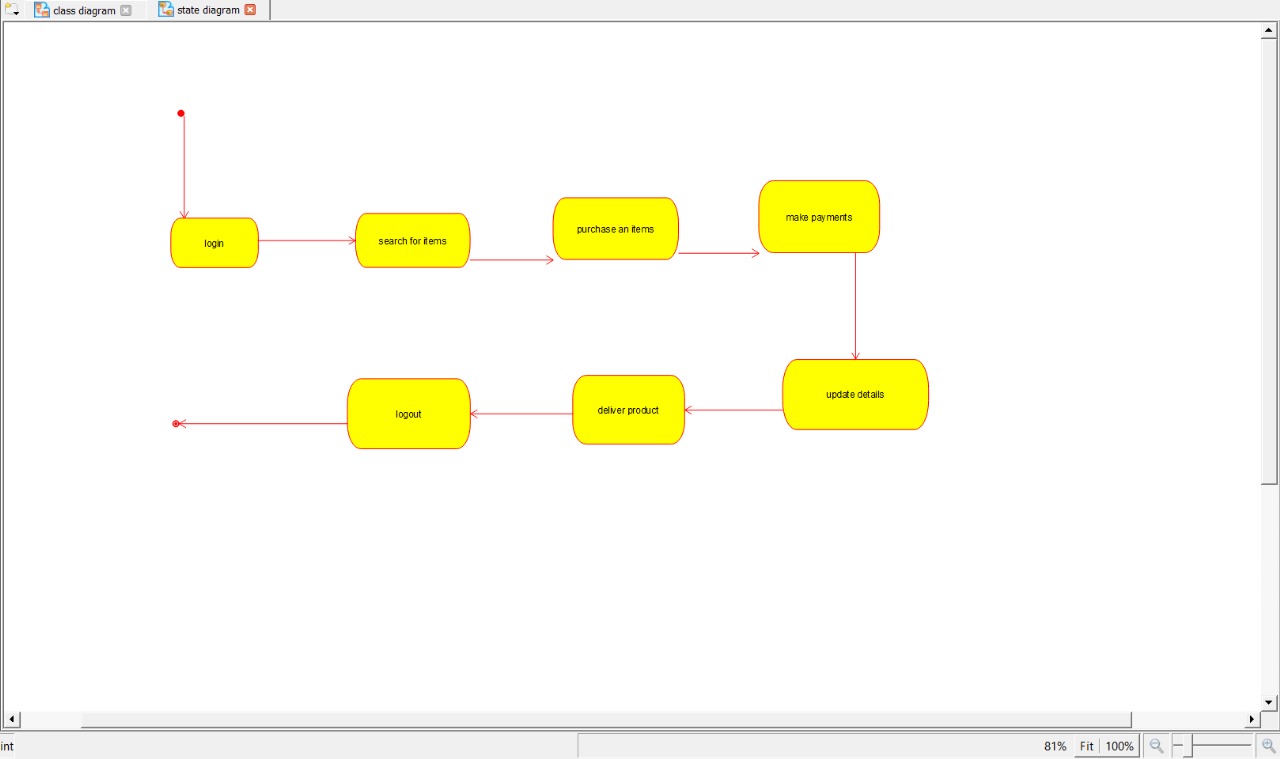 class diagram
state diagram
login
search for items
purchase an items
make payments
update details
deliver product
logout
int
81%
Fit
100%